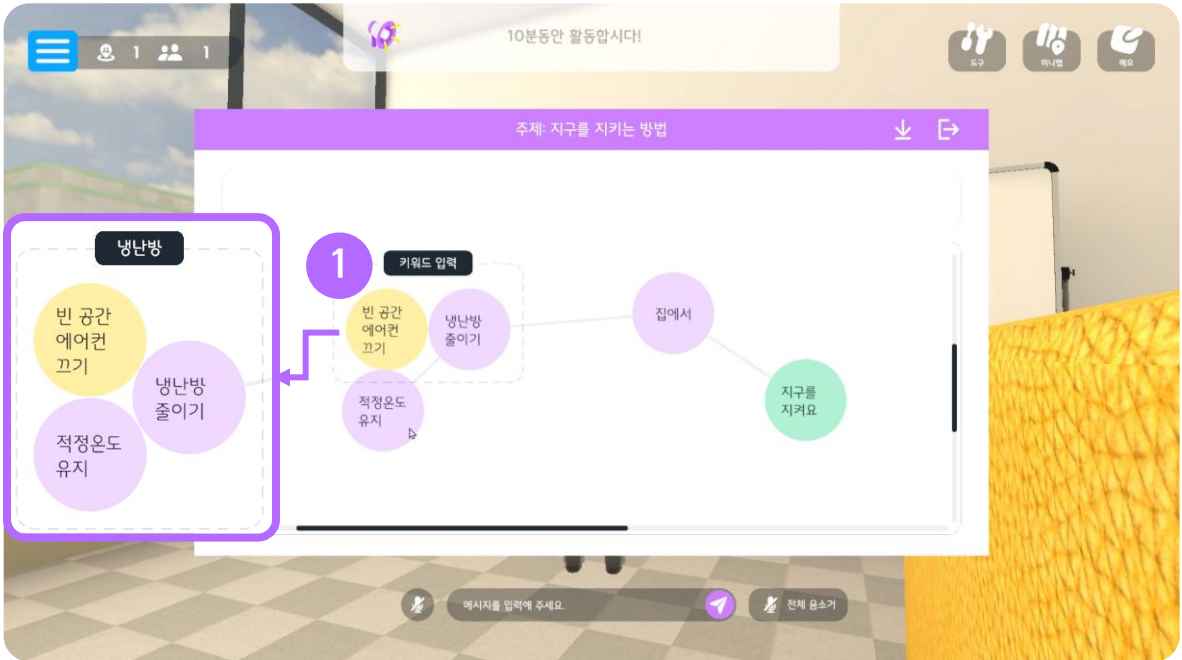 10분동안 활동합시다!
1 1
도구
미니맵
메모
주제: 지구를 지키는 방법
냉난방
빈 공간
에어컨
끄기
냉난방
줄이기
적정온도
유지
1
키워드 입력
빈 공간
에어컨
끄기
냉난방
줄이기
적정온도
유지
집에서
지구를
지켜요
메시지를 입력해 주세요.
전체 음소거